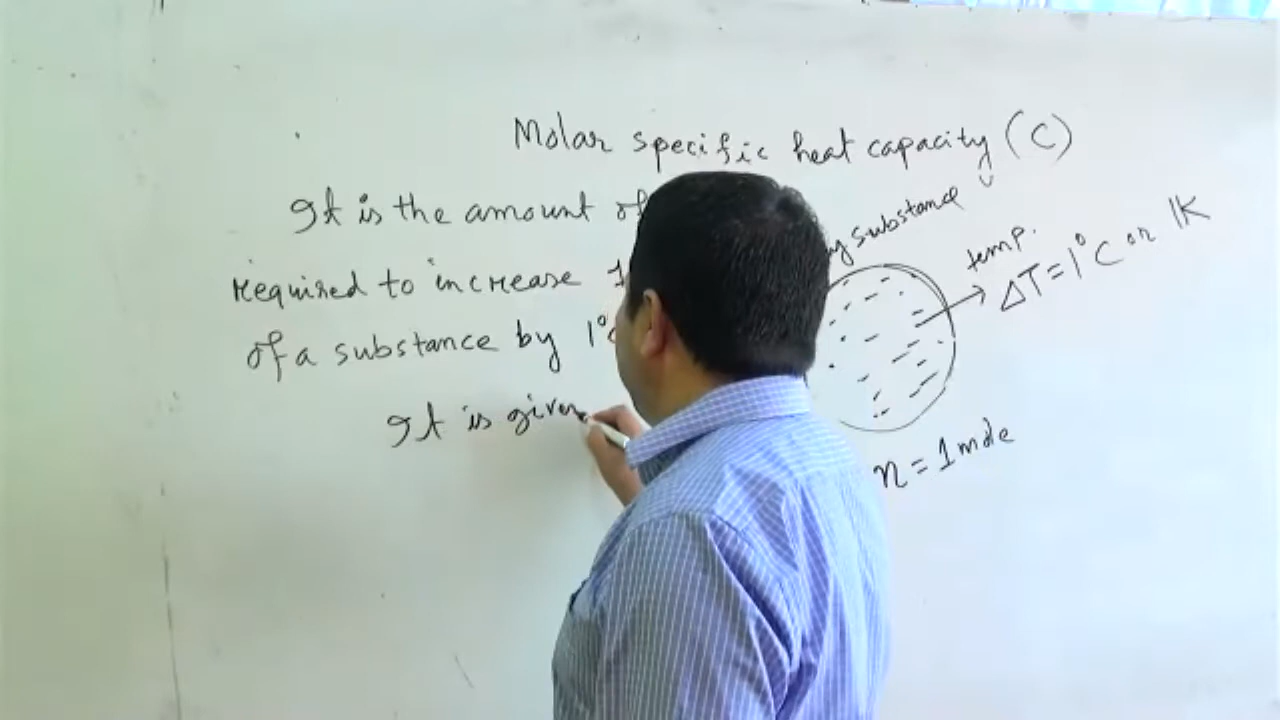 Molar specific heat capacity (C)
It is the amount of
required to increase 1
of a substance by 1°C
It is given
substance
temp.
ΔT = 1°C or 1K
n = 1 mole